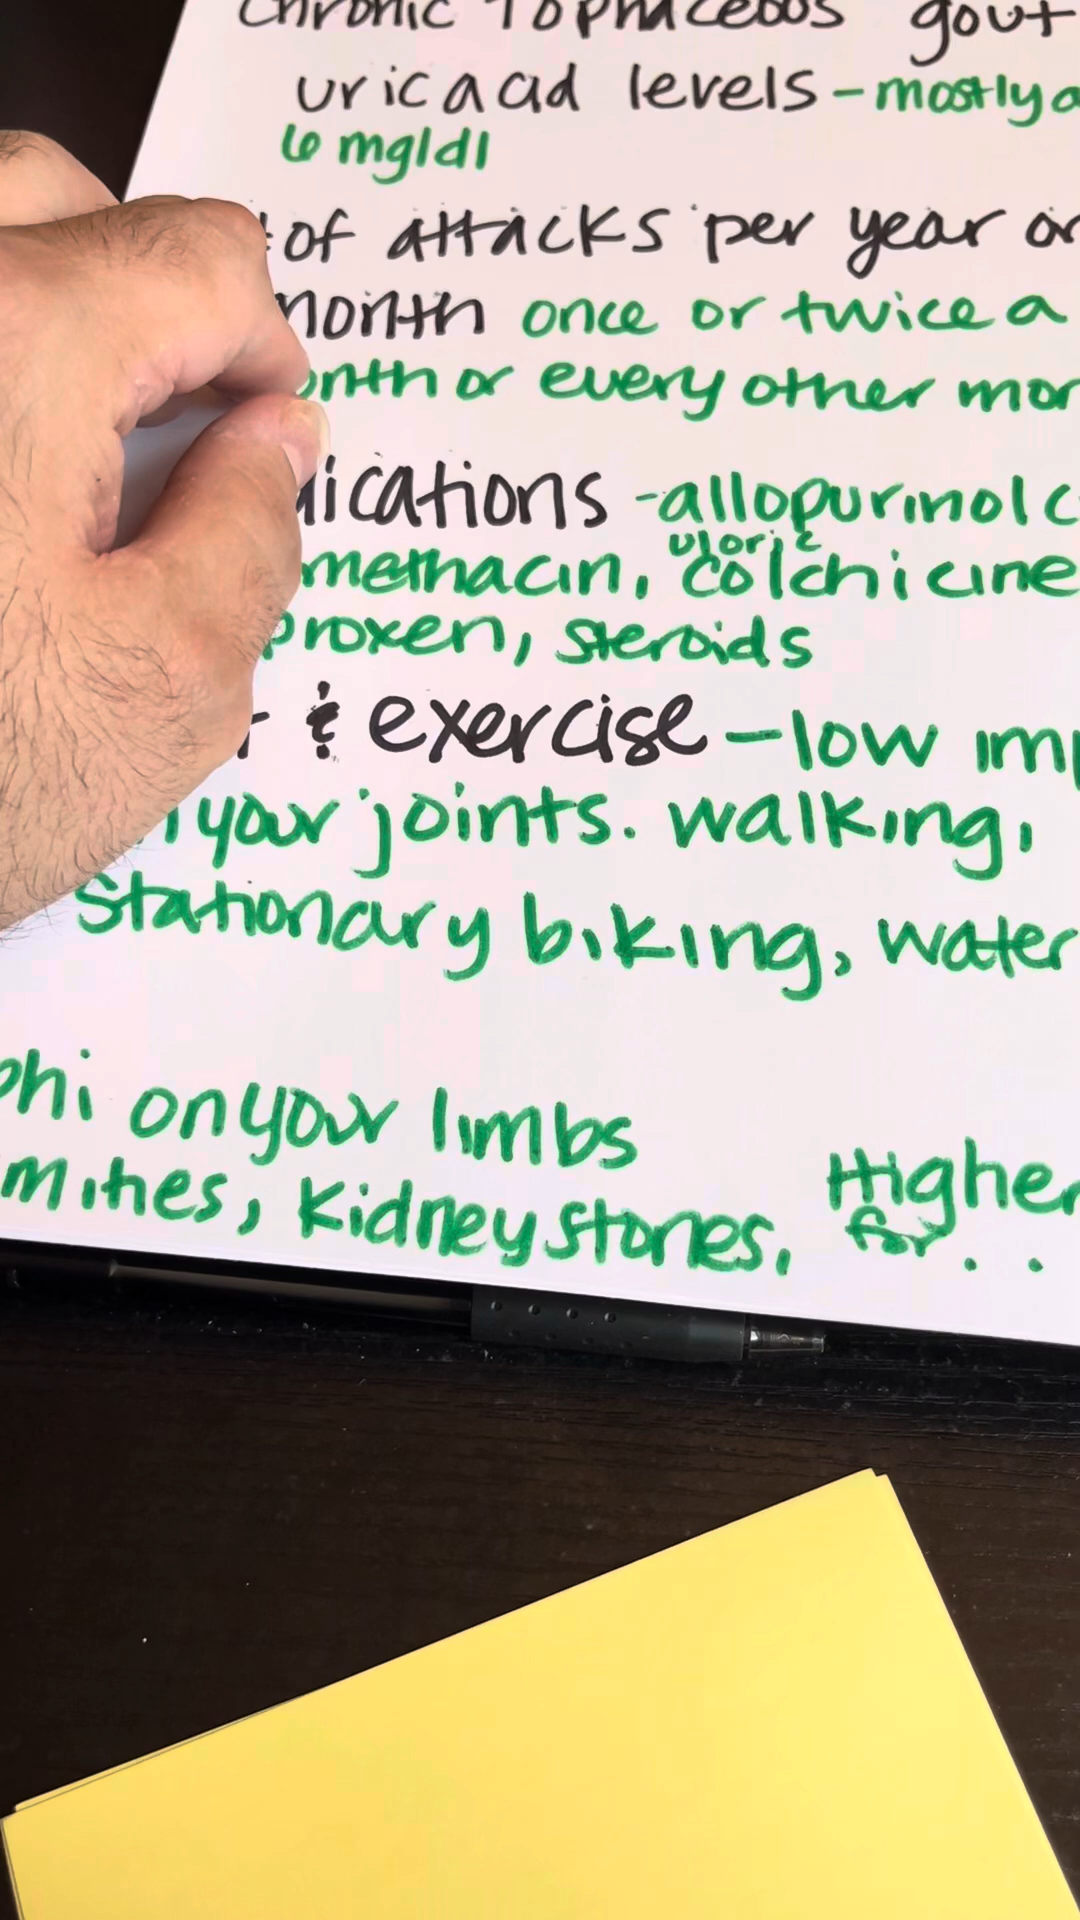 chronic Tophaceous gout
uric acid levels - mostly a
6 mg/dl
of attacks per year or
month once or twice a
onth or every other mon
dications - allopurinol c
uloric
methacin, colchicine
proxen, steroids
& exercise - low imp
n your joints. walking,
stationary biking, water
phi on your limbs
mities, kidney stones, Higher
for. .